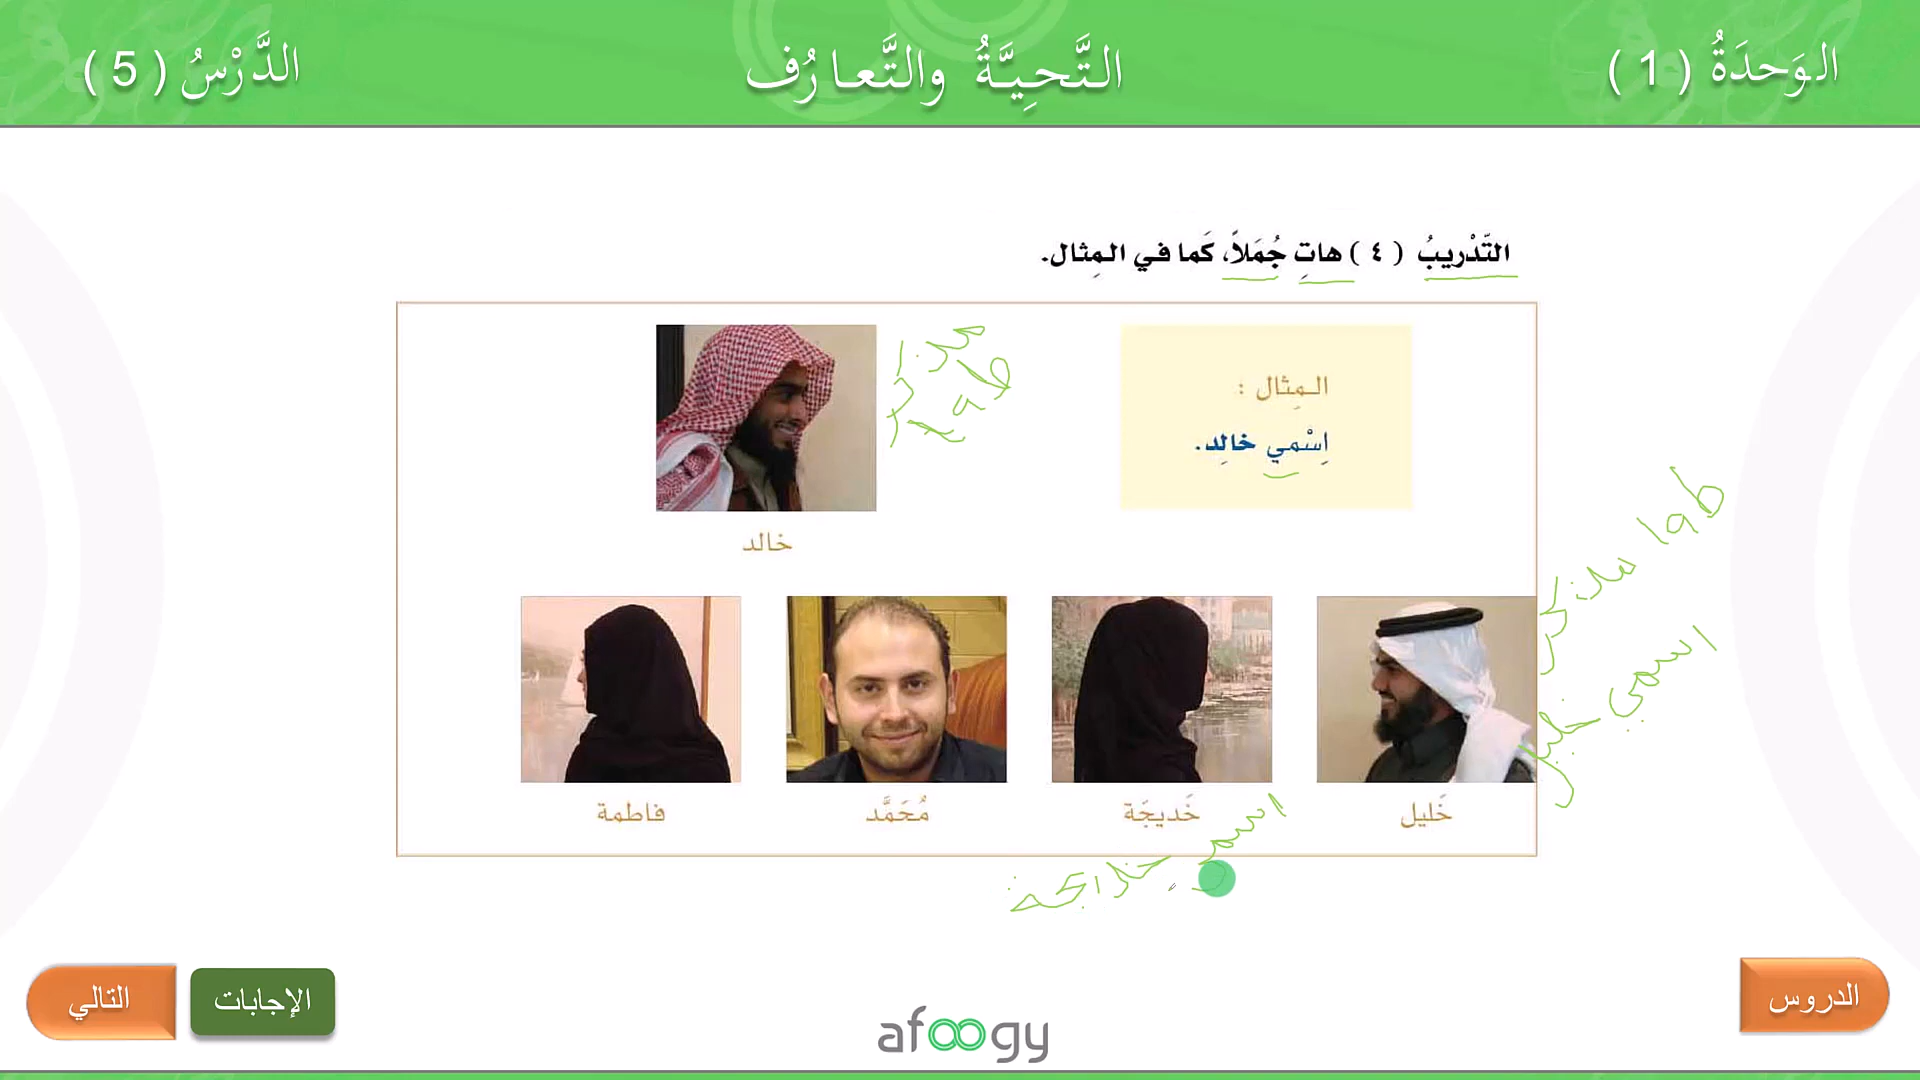 الوَحدَةُ ( 1 )
التَّحِيَّةُ والتَّعارُف
الدَّرْسُ ( 5 )
التَّدْريبُ ( ٤ ) هاتِ جُمَلاً، كَما في المِثال.
المِثال :
اِسْمي خالِد.
مذكر
خالد
مذكر
اسمي خليل
خَليل
خَديجَة
مُحَمَّد
فاطمة
اسمي خديجة
الدروس
afoogy
الإجابات
التالي